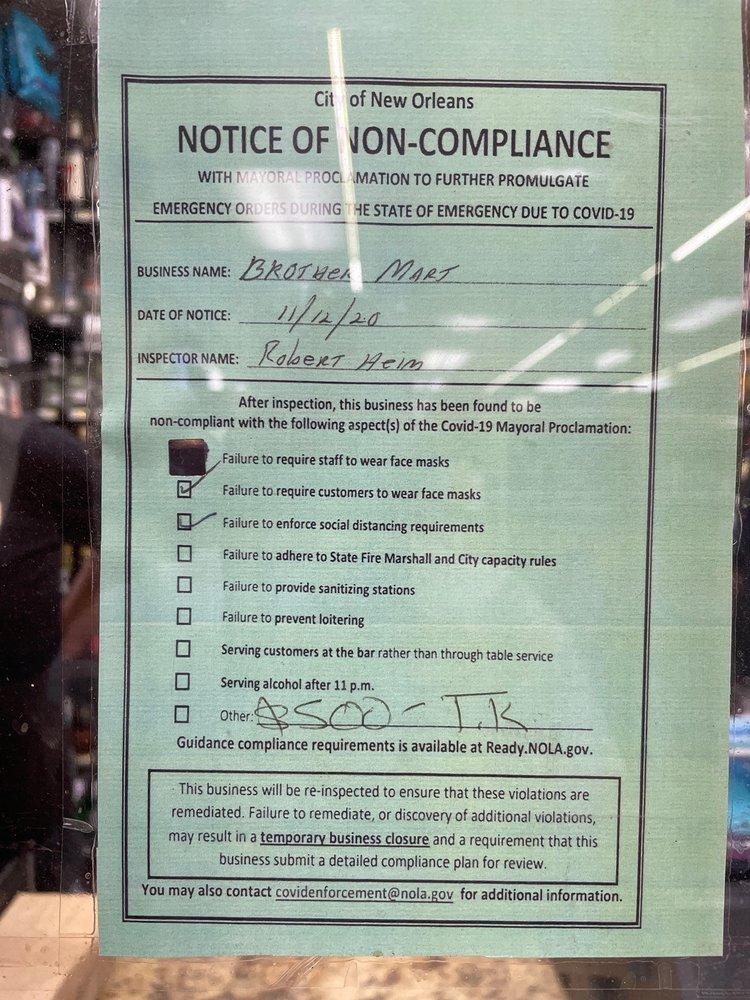 City of New Orleans
NOTICE OF NON-COMPLIANCE
WITH MAYORAL PROCLAMATION TO FURTHER PROMULGATE
EMERGENCY ORDERS DURING THE STATE OF EMERGENCY DUE TO COVID-19
BUSINESS NAME: BROTHER MART
DATE OF NOTICE: 11/12/20
INSPECTOR NAME: Robert Heim
After inspection, this business has been found to be
non-compliant with the following aspect(s) of the Covid-19 Mayoral Proclamation:
Failure to require staff to wear face masks
Failure to require customers to wear face masks
Failure to enforce social distancing requirements
Failure to adhere to State Fire Marshall and City capacity rules
Failure to provide sanitizing stations
Failure to prevent loitering
Serving customers at the bar rather than through table service
Serving alcohol after 11 p.m.
Other: $500 - T.K
Guidance compliance requirements is available at Ready.NOLA.gov.
This business will be re-inspected to ensure that these violations are
remediated. Failure to remediate, or discovery of additional violations,
may result in a temporary business closure and a requirement that this
business submit a detailed compliance plan for review.
You may also contact covidenforcement@nola.gov for additional information.